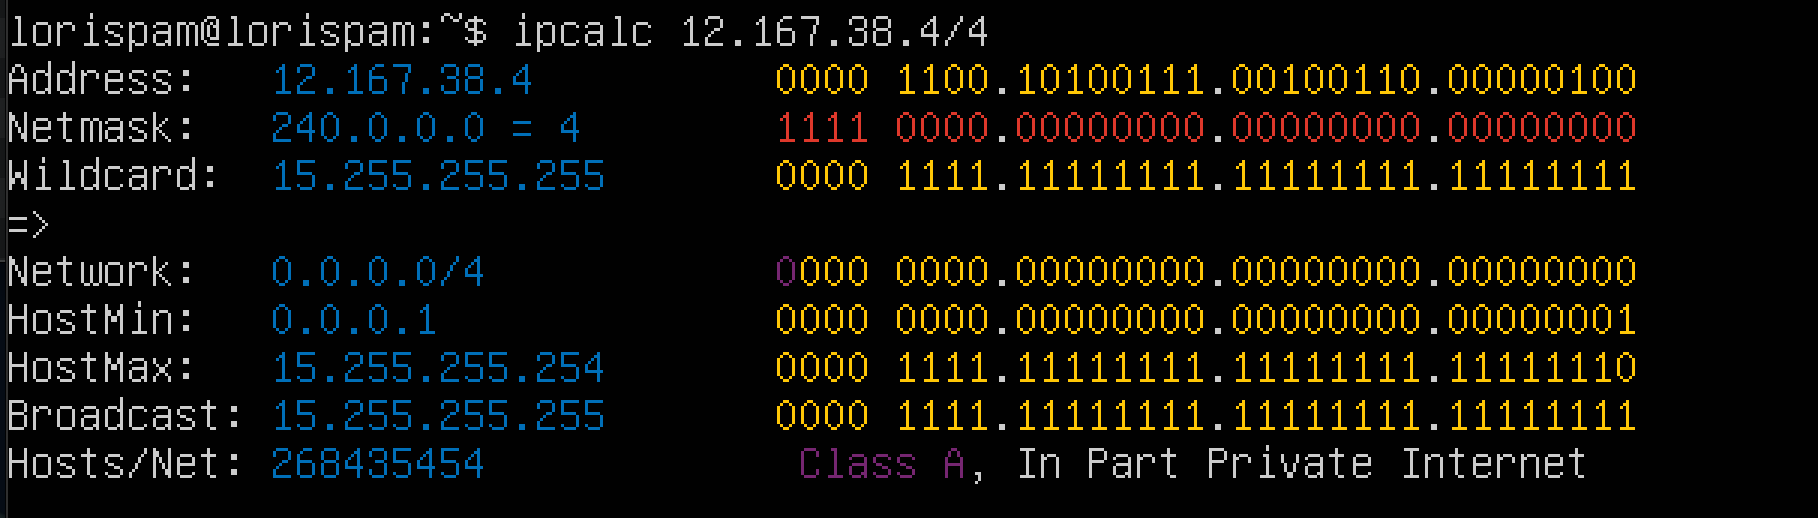 lorispam@lorispam:~$ ipcalc 12.167.38.4/4
Address:   12.167.38.4          0000 1100.10100111.00100110.00000100
Netmask:   240.0.0.0 = 4        1111 0000.00000000.00000000.00000000
Wildcard:  15.255.255.255       0000 1111.11111111.11111111.11111111
=>
Network:   0.0.0.0/4            0000 0000.00000000.00000000.00000000
HostMin:   0.0.0.1              0000 0000.00000000.00000000.00000001
HostMax:   15.255.255.254       0000 1111.11111111.11111111.11111110
Broadcast: 15.255.255.255       0000 1111.11111111.11111111.11111111
Hosts/Net: 268435454             Class A, In Part Private Internet